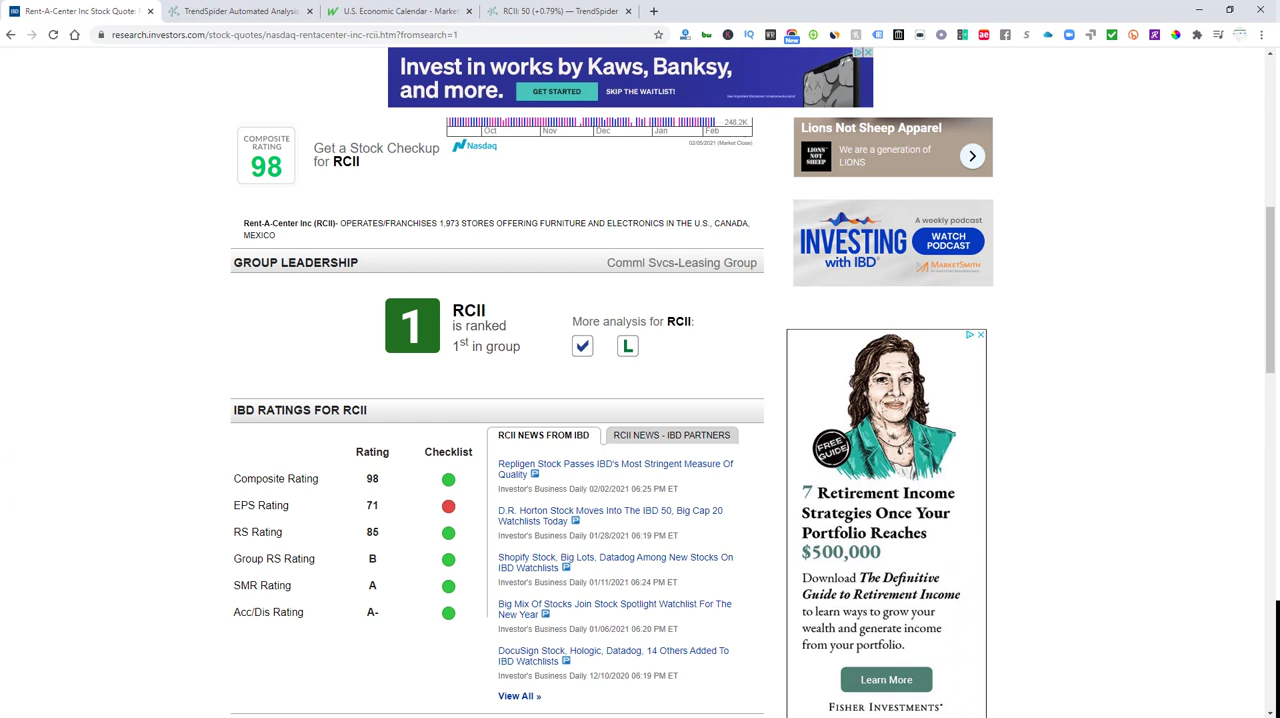 Rent-A-Center Inc Stock Quote:
TrendSpider Automated Analysis
U.S. Economic Calendar - Market
RCII: 50 (+0.79%) — TrendSpider
research.investors.com/stock-quotes/nasdaq-rentacenter-inc-rcii.htm?fromsearch=1
Invest in works by Kaws, Banksy,
and more.
GET STARTED
SKIP THE WAITLIST!
248.2K
Oct Nov Dec Jan Feb
COMPOSITE
RATING
98
Get a Stock Checkup
for RCII
Nasdaq
02/05/2021 (Market Close)
Lions Not Sheep Apparel
LIONS
NOT
SHEEP
We are a generation of
LIONS
Rent-A-Center Inc (RCII)- OPERATES/FRANCHISES 1,973 STORES OFFERING FURNITURE AND ELECTRONICS IN THE U.S., CANADA,
MEXICO
A weekly podcast
INVESTING
with IBD
WATCH
PODCAST
MARKETSMITH
GROUP LEADERSHIP
Comml Svcs-Leasing Group
1
RCII
is ranked
1st in group
More analysis for RCII:
L
IBD RATINGS FOR RCII
Rating Checklist
Composite Rating 98
EPS Rating 71
RS Rating 85
Group RS Rating B
SMR Rating A
Acc/Dis Rating A-
RCII NEWS FROM IBD
RCII NEWS - IBD PARTNERS
Repligen Stock Passes IBD's Most Stringent Measure Of
Quality
Investor's Business Daily 02/02/2021 06:25 PM ET
D.R. Horton Stock Moves Into The IBD 50, Big Cap 20
Watchlists Today
Investor's Business Daily 01/28/2021 06:19 PM ET
Shopify Stock, Big Lots, Datadog Among New Stocks On
IBD Watchlists
Investor's Business Daily 01/11/2021 06:24 PM ET
Big Mix Of Stocks Join Stock Spotlight Watchlist For The
New Year
Investor's Business Daily 01/06/2021 06:20 PM ET
DocuSign Stock, Hologic, Datadog, 14 Others Added To
IBD Watchlists
Investor's Business Daily 12/10/2020 06:19 PM ET
View All »
FREE
GUIDE
7 Retirement Income
Strategies Once Your
Portfolio Reaches
$500,000
Download The Definitive
Guide to Retirement Income
to learn ways to grow your
wealth and generate income
from your portfolio.
Learn More
FISHER INVESTMENTS